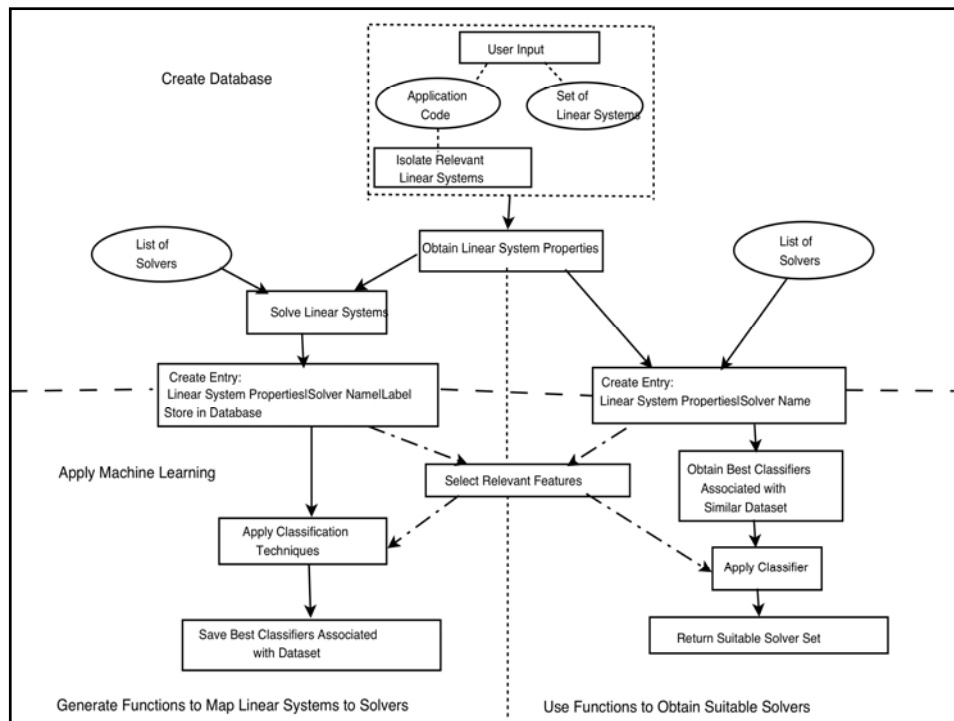 User Input
Create Database
Application
Code
Set of
Linear Systems
Isolate Relevant
Linear Systems
List of
Solvers
Obtain Linear System Properties
List of
Solvers
Solve Linear Systems
Create Entry:
Linear System Properties|Solver Name|Label
Store in Database
Create Entry:
Linear System Properties|Solver Name
Apply Machine Learning
Select Relevant Features
Obtain Best Classifiers
Associated with
Similar Dataset
Apply Classification
Techniques
Apply Classifier
Save Best Classifiers Associated
with Dataset
Return Suitable Solver Set
Generate Functions to Map Linear Systems to Solvers
Use Functions to Obtain Suitable Solvers